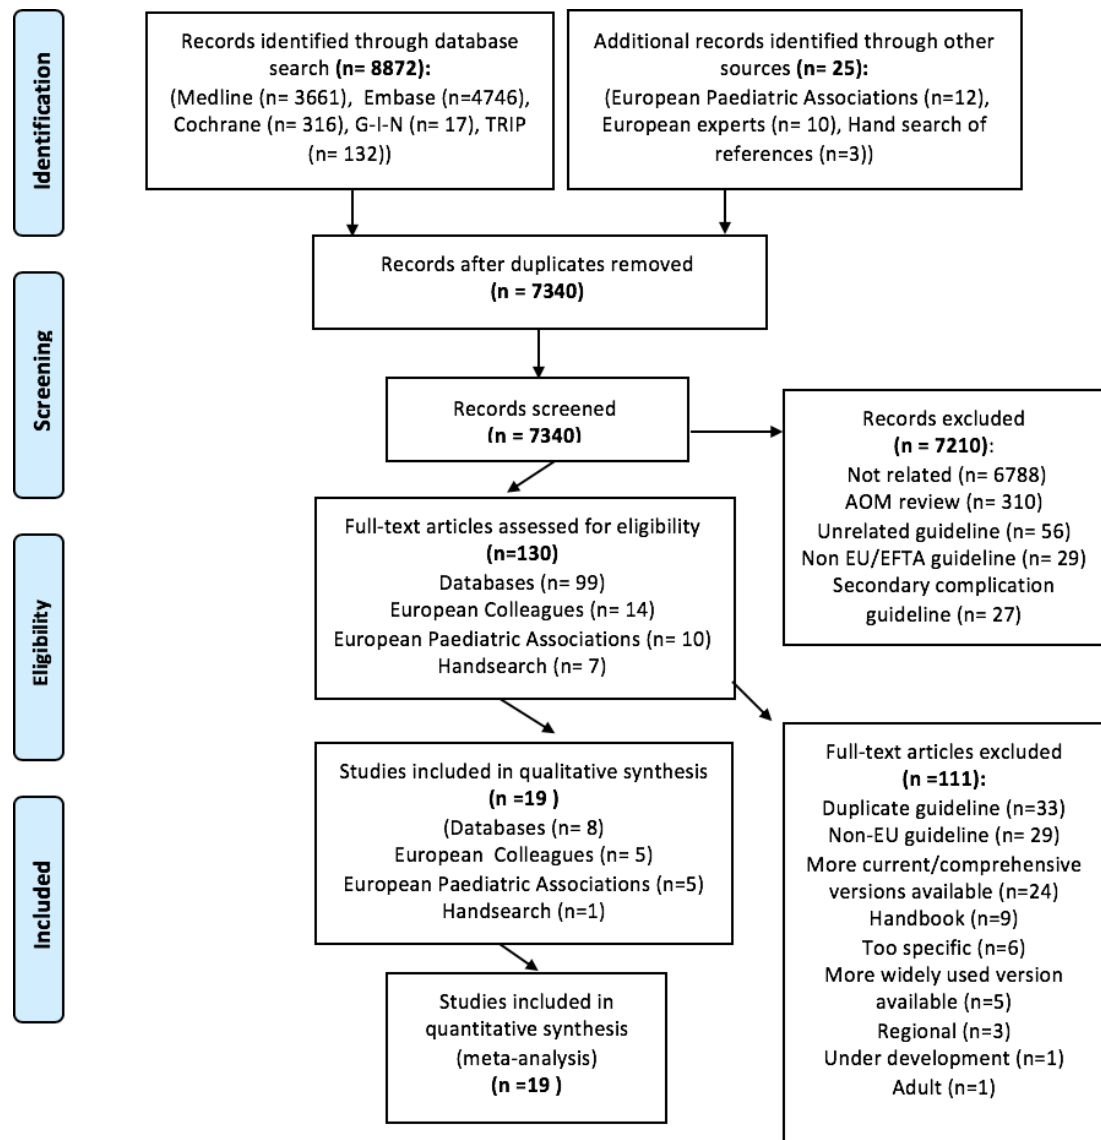 Identification
Records identified through database
search (n= 8872):
(Medline (n= 3661),  Embase (n=4746),
Cochrane (n= 316), G-I-N (n= 17), TRIP
(n= 132))
Additional records identified through other
sources (n= 25):
(European Paediatric Associations (n=12),
European experts (n= 10), Hand search of
references (n=3))
Records after duplicates removed
(n = 7340)
Screening
Records screened
(n = 7340)
Records excluded
(n = 7210):
Not related (n= 6788)
AOM review (n= 310)
Unrelated guideline (n= 56)
Non EU/EFTA guideline (n= 29)
Secondary complication
guideline (n= 27)
Eligibility
Full-text articles assessed for eligibility
(n=130)
Databases (n= 99)
European Colleagues (n= 14)
European Paediatric Associations (n= 10)
Handsearch (n= 7)
Full-text articles excluded
(n =111):
Duplicate guideline (n=33)
Non-EU guideline (n= 29)
More current/comprehensive
versions available (n=24)
Handbook (n=9)
Too specific (n=6)
More widely used version
available (n=5)
Regional (n=3)
Under development (n=1)
Adult (n=1)
Included
Studies included in qualitative synthesis
(n =19 )
(Databases (n= 8)
European  Colleagues (n= 5)
European Paediatric Associations (n=5)
Handsearch (n=1)
Studies included in
quantitative synthesis
(meta-analysis)
(n =19 )